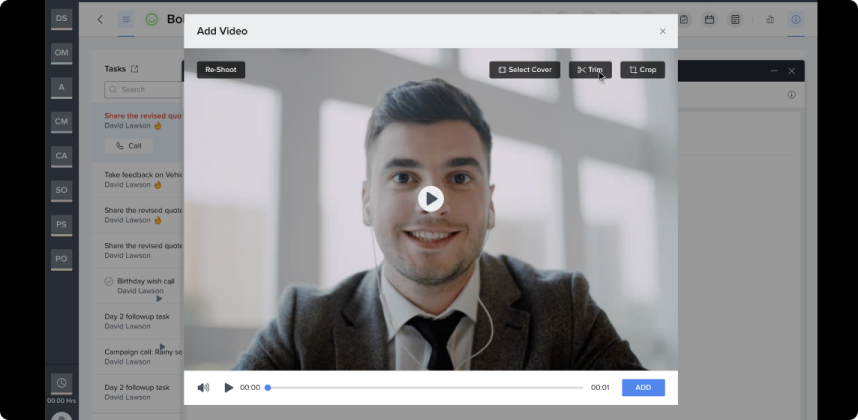 DS
OM
A
CM
CA
SO
PS
PO
00:00 Hrs
Bo
Tasks
Search
Share the revised quo
David Lawson
Call
Take feedback on Vehi
David Lawson
Share the revised quot
David Lawson
Share the revised quot
David Lawson
Birthday wish call
David Lawson
Day 2 followup task
David Lawson
Campaign call: Rainy se
David Lawson
Day 2 followup task
David Lawson
Add Video
Re-Shoot
Select Cover
Trim
Crop
00:00
00:01
ADD